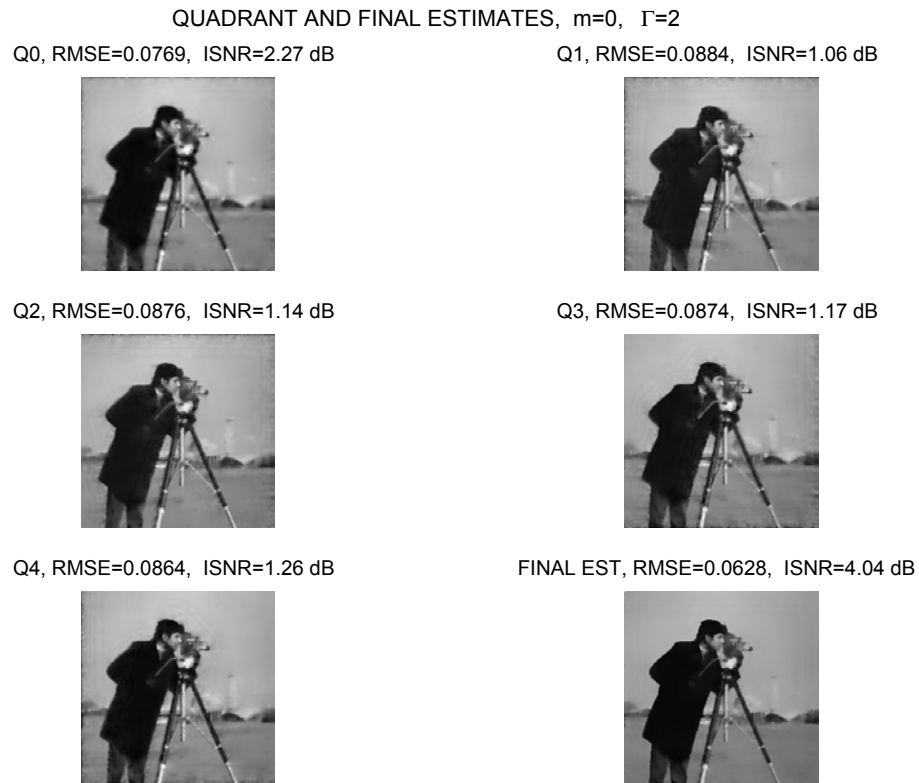 QUADRANT AND FINAL ESTIMATES, m=0, Γ=2
Q0, RMSE=0.0769, ISNR=2.27 dB
Q1, RMSE=0.0884, ISNR=1.06 dB
Q2, RMSE=0.0876, ISNR=1.14 dB
Q3, RMSE=0.0874, ISNR=1.17 dB
Q4, RMSE=0.0864, ISNR=1.26 dB
FINAL EST, RMSE=0.0628, ISNR=4.04 dB